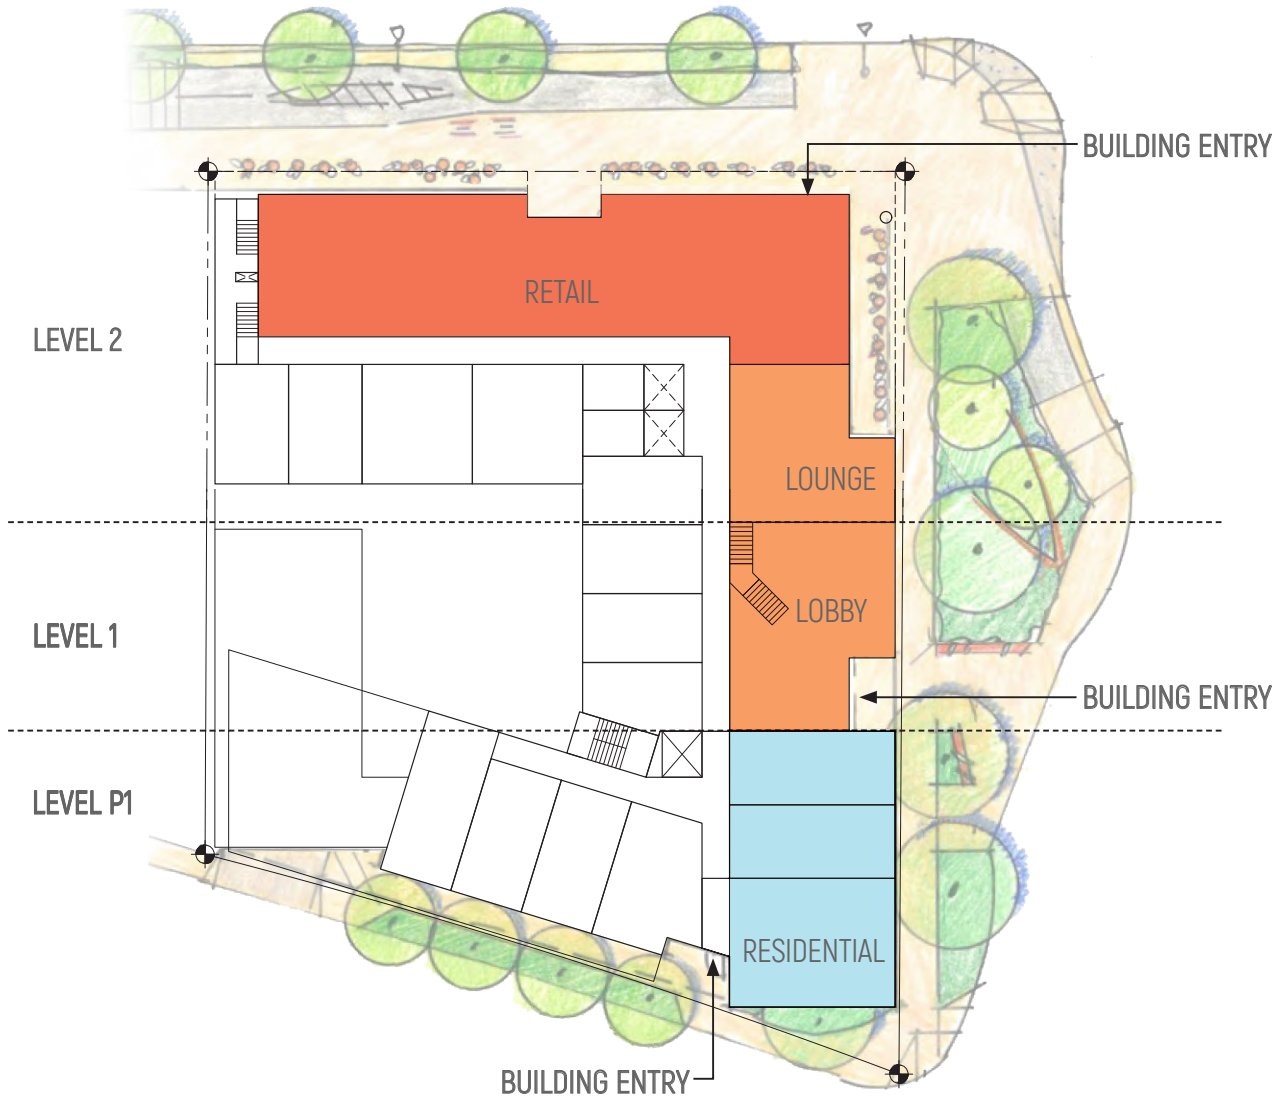 BUILDING ENTRY
RETAIL
LEVEL 2
LOUNGE
LOBBY
LEVEL 1
BUILDING ENTRY
LEVEL P1
RESIDENTIAL
BUILDING ENTRY